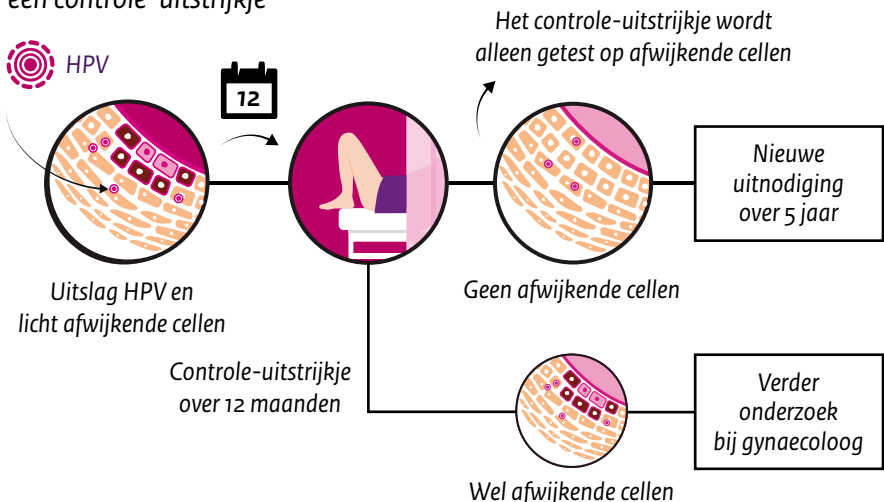 een controle-uitstrijkje
HPV
12
Het controle-uitstrijkje wordt
alleen getest op afwijkende cellen
Nieuwe
uitnodiging
over 5 jaar
Uitslag HPV en
licht afwijkende cellen
Geen afwijkende cellen
Controle-uitstrijkje
over 12 maanden
Verder
onderzoek
bij gynaecoloog
Wel afwijkende cellen